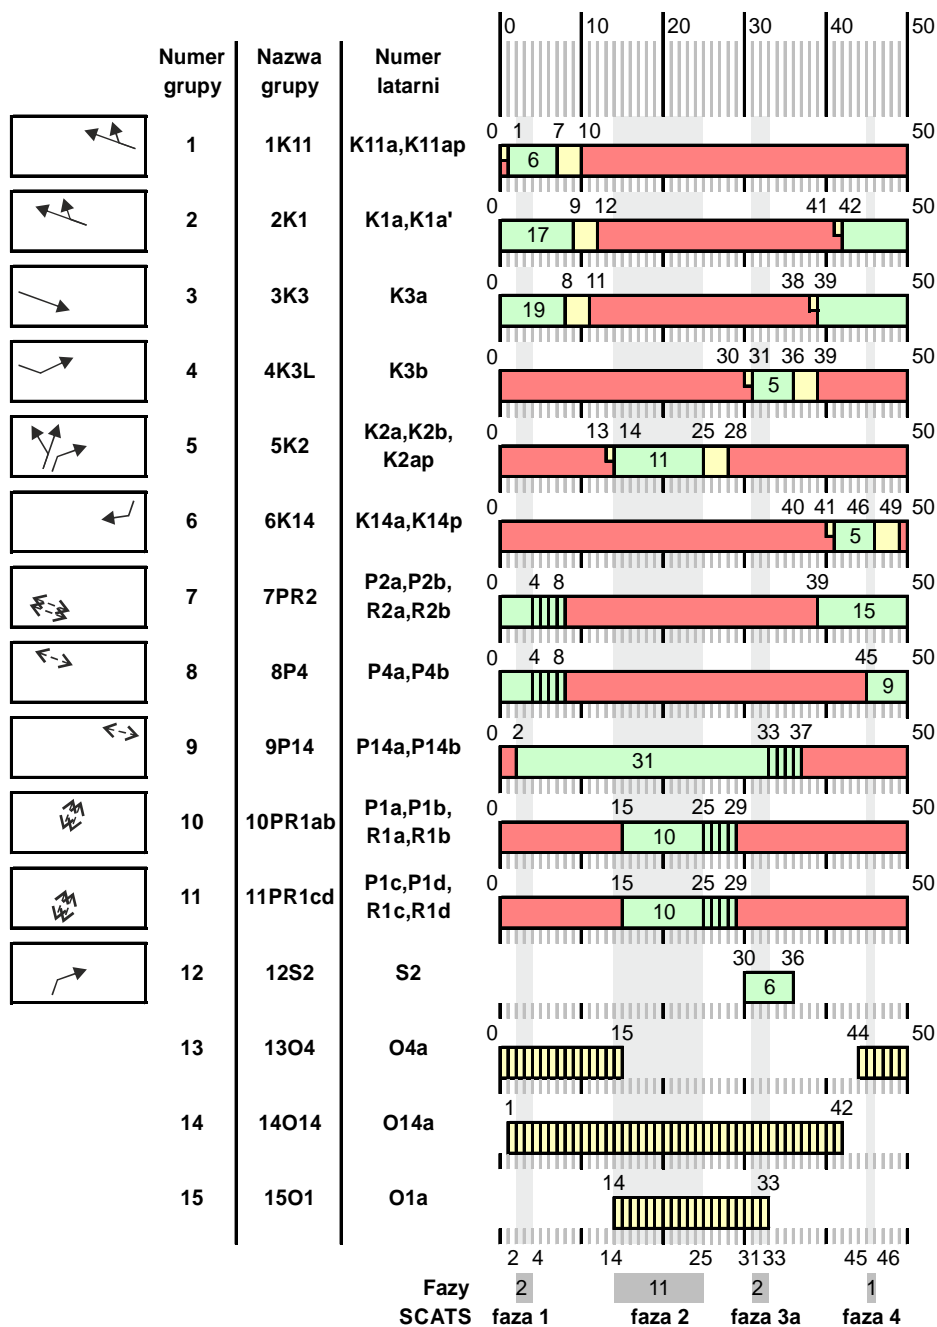 0 10 20 30 40 50
Numer grupy Nazwa grupy Numer latarni
0 1 7 10 50
1 1K11 K11a,K11ap 6
0 9 12 41 42 50
2 2K1 K1a,K1a' 17
0 8 11 38 39 50
3 3K3 K3a 19
0 30 31 36 39 50
4 4K3L K3b 5
0 13 14 25 28 50
5 5K2 K2a,K2b, K2ap 11
0 40 41 46 49 50
6 6K14 K14a,K14p 5
0 4 8 39 50
7 7PR2 P2a,P2b, R2a,R2b 15
0 4 8 45 50
8 8P4 P4a,P4b 9
0 2 33 37 50
9 9P14 P14a,P14b 31
0 15 25 29 50
10 10PR1ab P1a,P1b, R1a,R1b 10
0 15 25 29 50
11 11PR1cd P1c,P1d, R1c,R1d 10
30 36
12 12S2 S2 6
0 15 44 50
13 13O4 O4a
1 42
14 14O14 O14a
14 33
15 15O1 O1a
2 4 14 25 31 33 45 46
Fazy 2 11 2 1
SCATS faza 1 faza 2 faza 3a faza 4